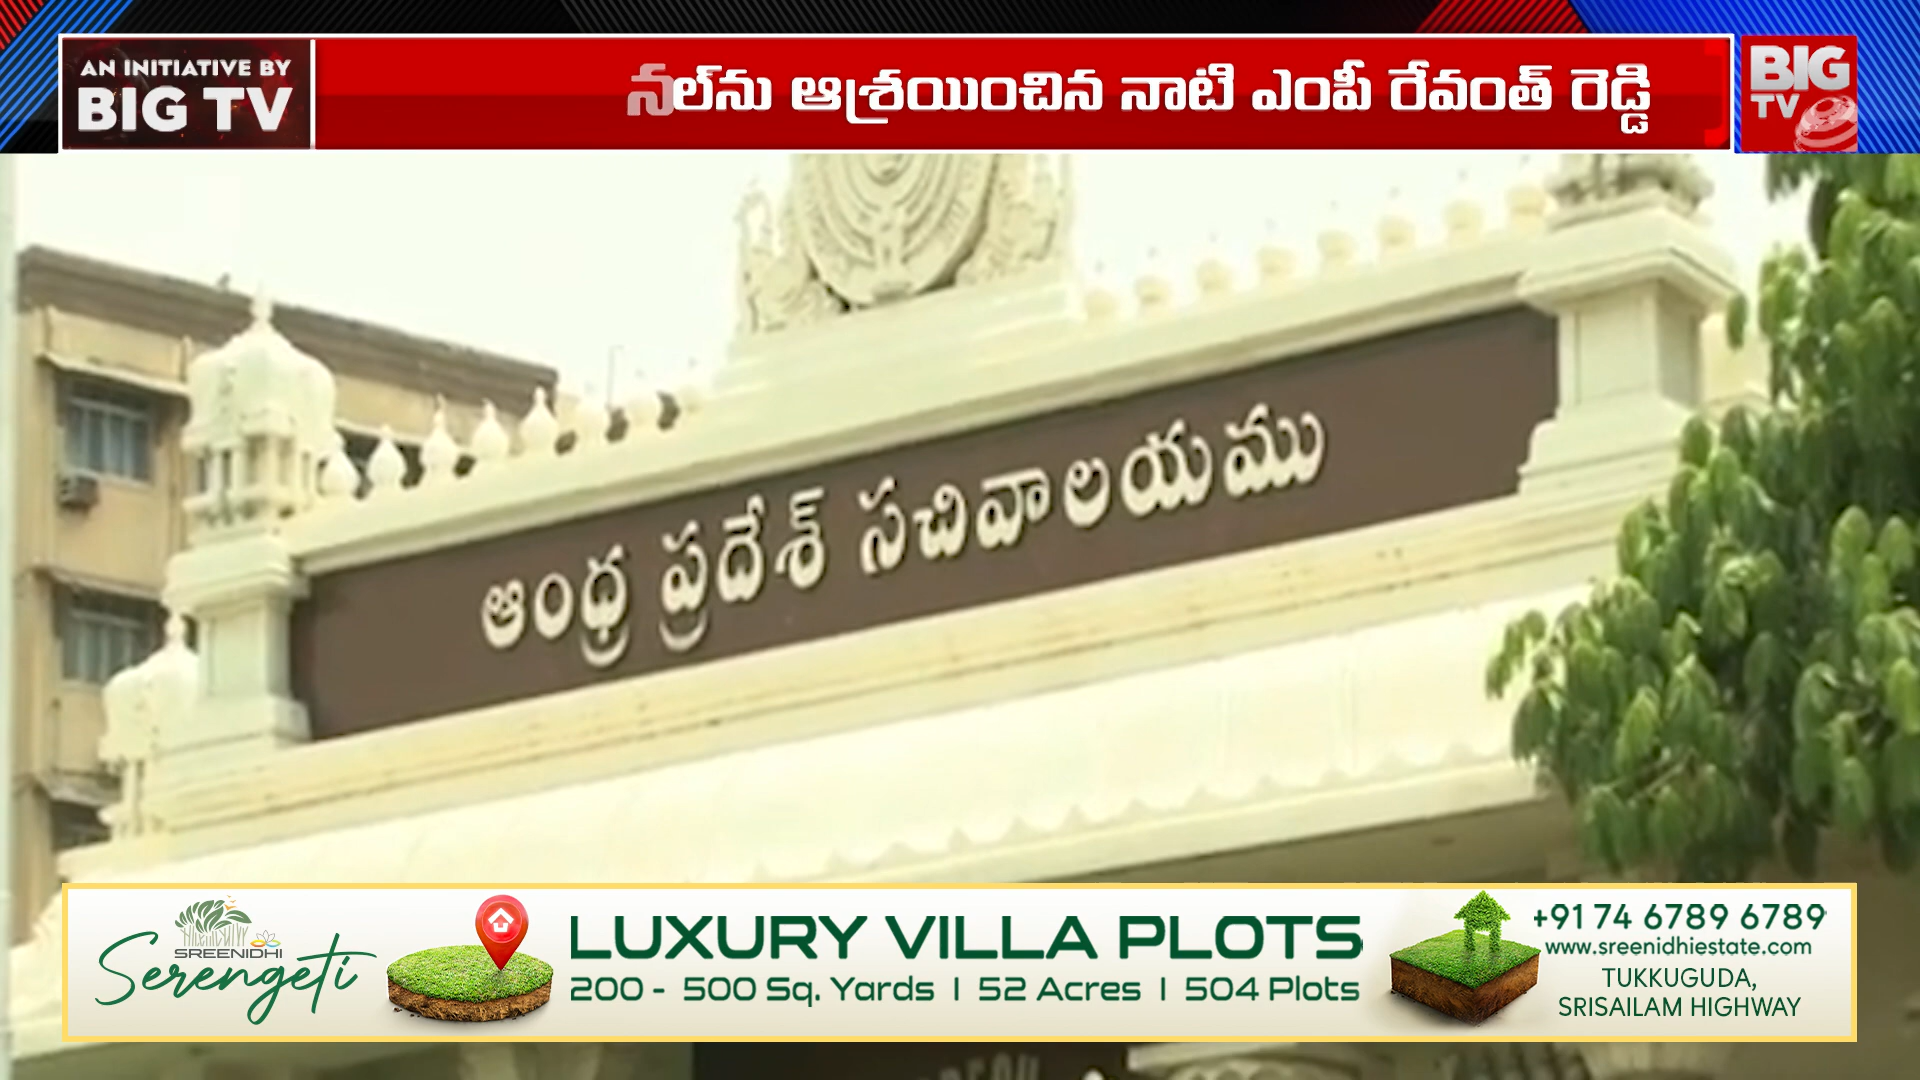 AN INITIATIVE BY
BIG TV
నల్‌ను ఆశ్రయించిన నాటి ఎంపీ రేవంత్ రెడ్డి
BIG
TV
ఆంధ్ర ప్రదేశ్ సచివాలయము
SREENIDHI
Serengeti
LUXURY VILLA PLOTS
200 - 500 Sq. Yards | 52 Acres | 504 Plots
+91 74 6789 6789
www.sreenidhiestate.com
TUKKUGUDA,
SRISAILAM HIGHWAY